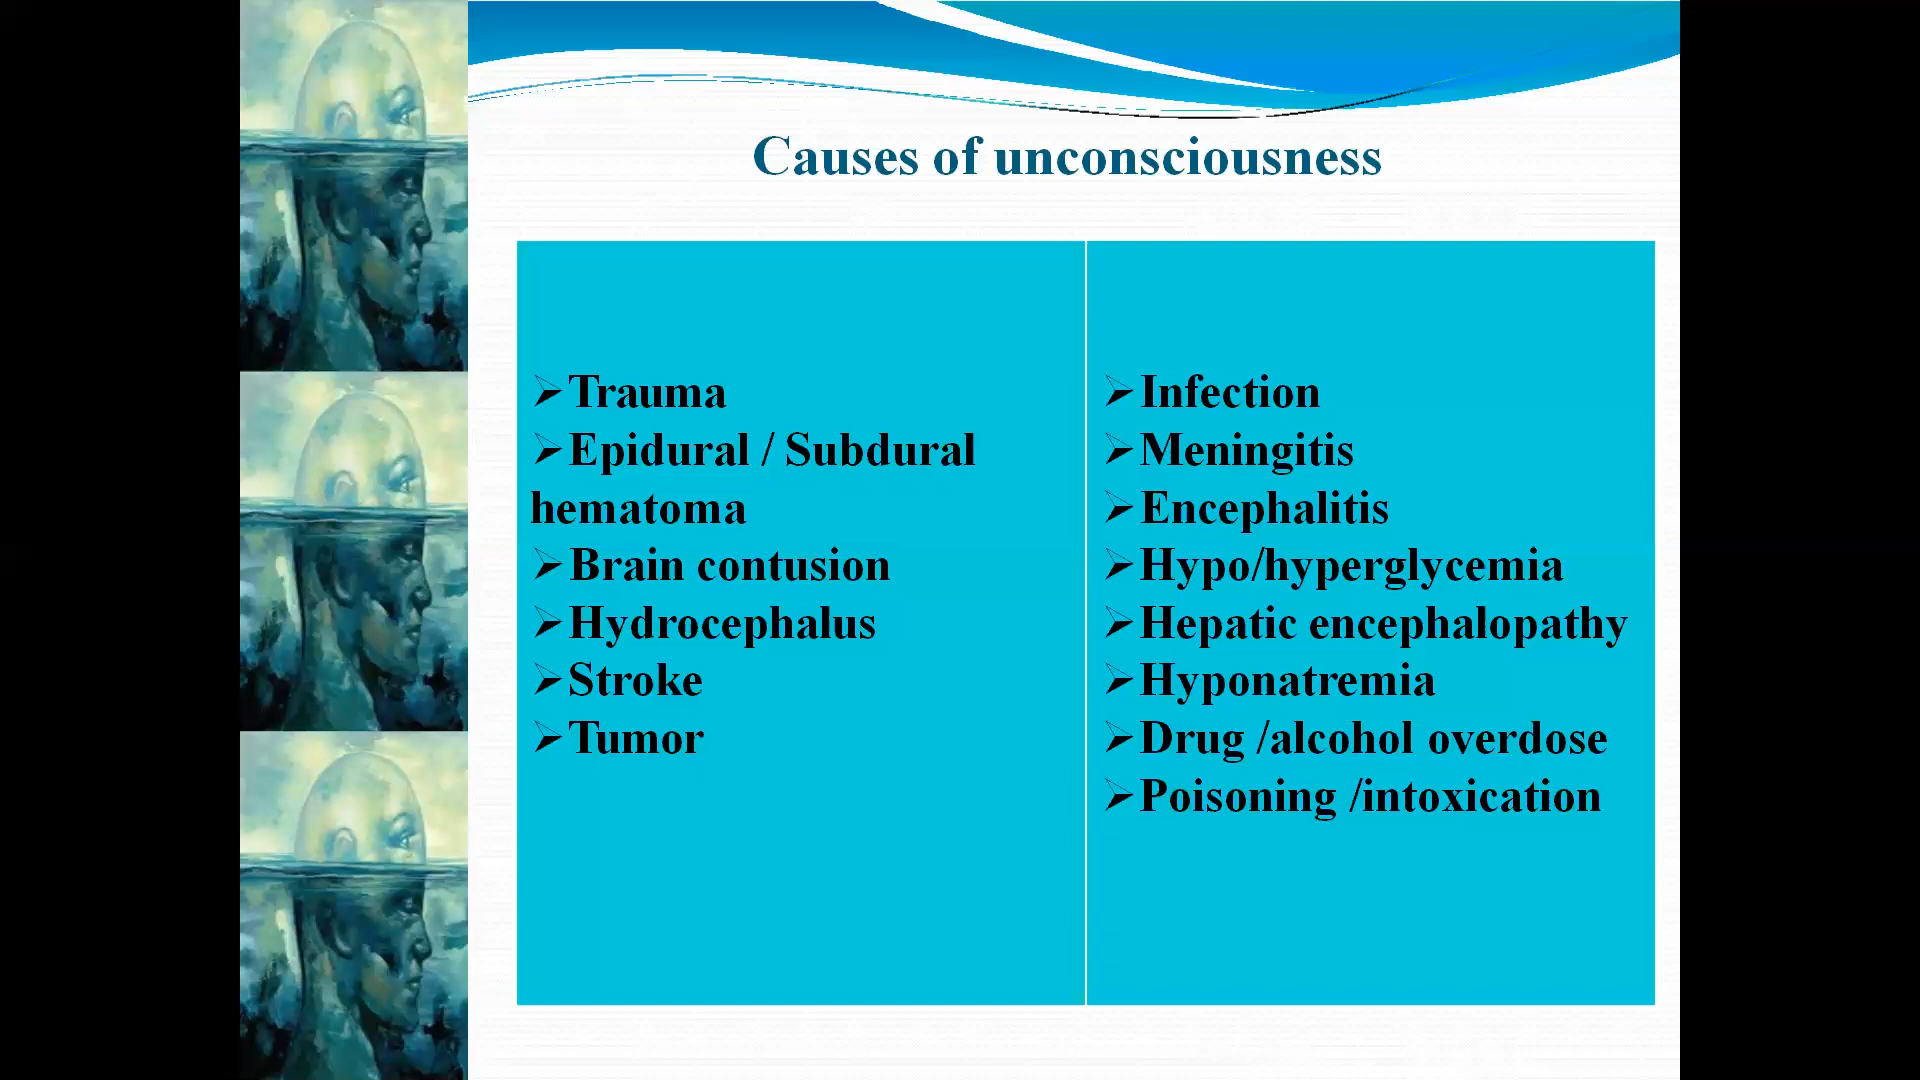 Causes of unconsciousness
➢Trauma
➢Epidural / Subdural
hematoma
➢Brain contusion
➢Hydrocephalus
➢Stroke
➢Tumor
➢Infection
➢Meningitis
➢Encephalitis
➢Hypo/hyperglycemia
➢Hepatic encephalopathy
➢Hyponatremia
➢Drug /alcohol overdose
➢Poisoning /intoxication